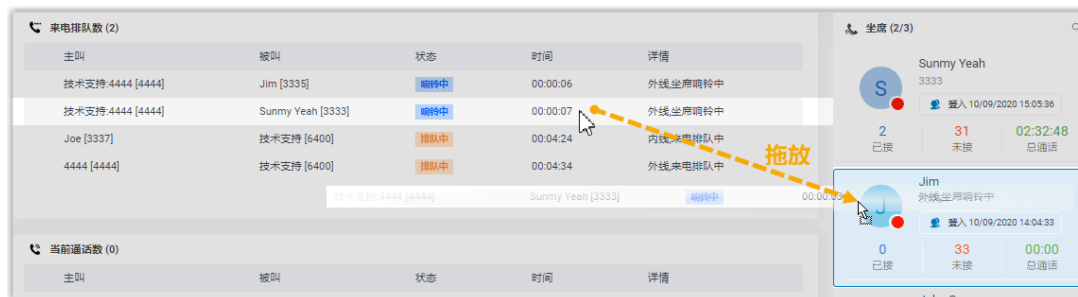 来电排队数 (2)
主叫 被叫 状态 时间 详情
技术支持:4444 [4444] Jim [3335] 响铃中 00:00:06 外线,坐席响铃中
技术支持:4444 [4444] Sunmy Yeah [3333] 响铃中 00:00:07 外线,坐席响铃中
Joe [3337] 技术支持 [6400] 排队中 00:04:24 内线,来电排队中
4444 [4444] 技术支持 [6400] 排队中 00:04:34 外线,来电排队中
技术支持:4444 [4444] Sunmy Yeah [3333] 响铃中 00:00:03 外线,坐席响铃中
拖放
当前通话数 (0)
主叫 被叫 状态 时间 详情
坐席 (2/3)
Sunmy Yeah
3333
S
登入 10/09/2020 15:05:36
2 31 02:32:48
已接 未接 总通话
Jim
J
登入 10/09/2020 14:04:33
0 33 00:00
已接 未接 总通话